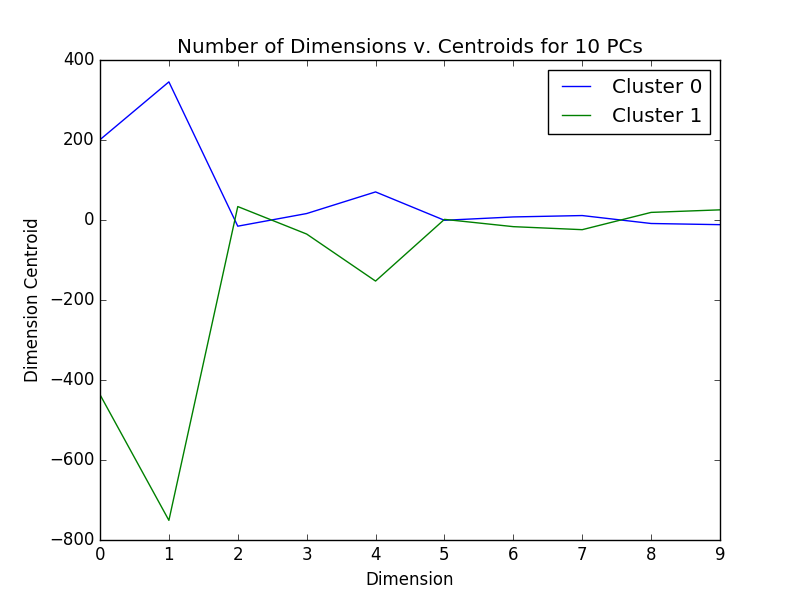 Number of Dimensions v. Centroids for 10 PCs
Cluster 0
Cluster 1
400
200
0
−200
−400
−600
−800
Dimension Centroid
0 1 2 3 4 5 6 7 8 9
Dimension